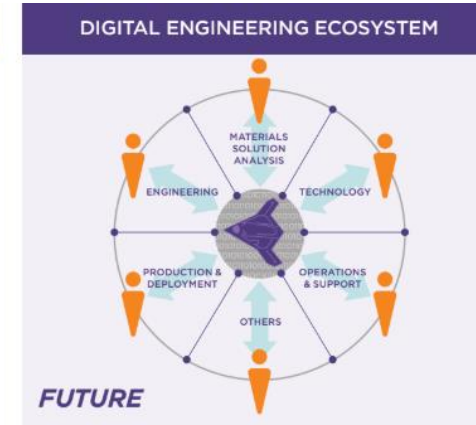 DIGITAL ENGINEERING ECOSYSTEM
MATERIALS
SOLUTION
ANALYSIS
ENGINEERING
TECHNOLOGY
PRODUCTION &
DEPLOYMENT
OPERATIONS
& SUPPORT
OTHERS
FUTURE